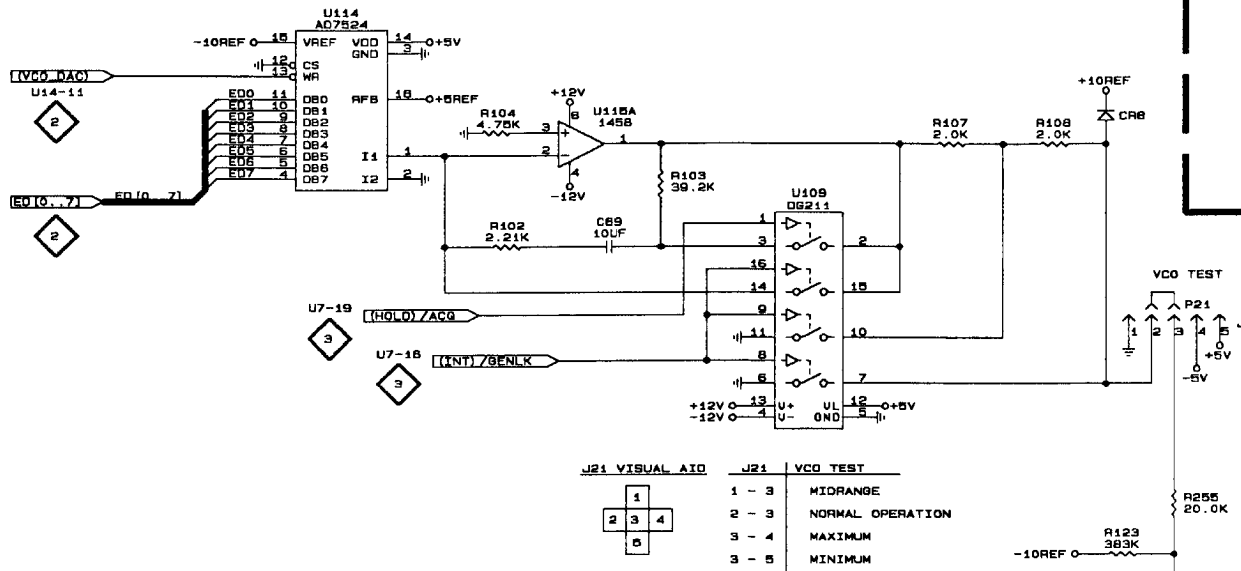 U114
AD7524
-10REF 15 VREF VDD 14 +5V
GND 3
12 CS
(VCO_DAC) 13 WR
U14-11
2
ED0 11 DB0 RFB 16 +5REF
ED1 10 DB1
ED2 9 DB2
ED3 8 DB3
ED4 7 DB4
ED5 6 DB5 I1 1
ED6 5 DB6
ED7 4 DB7 I2 2
ED[0..7] ED[0..7]
2
R104
4.75K
+12V
8
U115A
1458
3 +
2 -
1
4
-12V
R103
39.2K
R102
2.21K
C69
10UF
R107
2.0K
R108
2.0K
+10REF
CR8
U109
DG211
1
3 2
16
14 15
9
11 10
8
6 7
+12V 13 V+ VL 12 +5V
-12V 4 V- GND 5
U7-19
(HOLD)/ACQ
3
U7-16
(INT)/GENLK
3
VCO TEST
P21
1 2 3 4 5
+5V
-5V
J21 VISUAL AID
1
2 3 4
5
J21 VCO TEST
1 - 3 MIDRANGE
2 - 3 NORMAL OPERATION
3 - 4 MAXIMUM
3 - 5 MINIMUM
R255
20.0K
R123
383K
-10REF